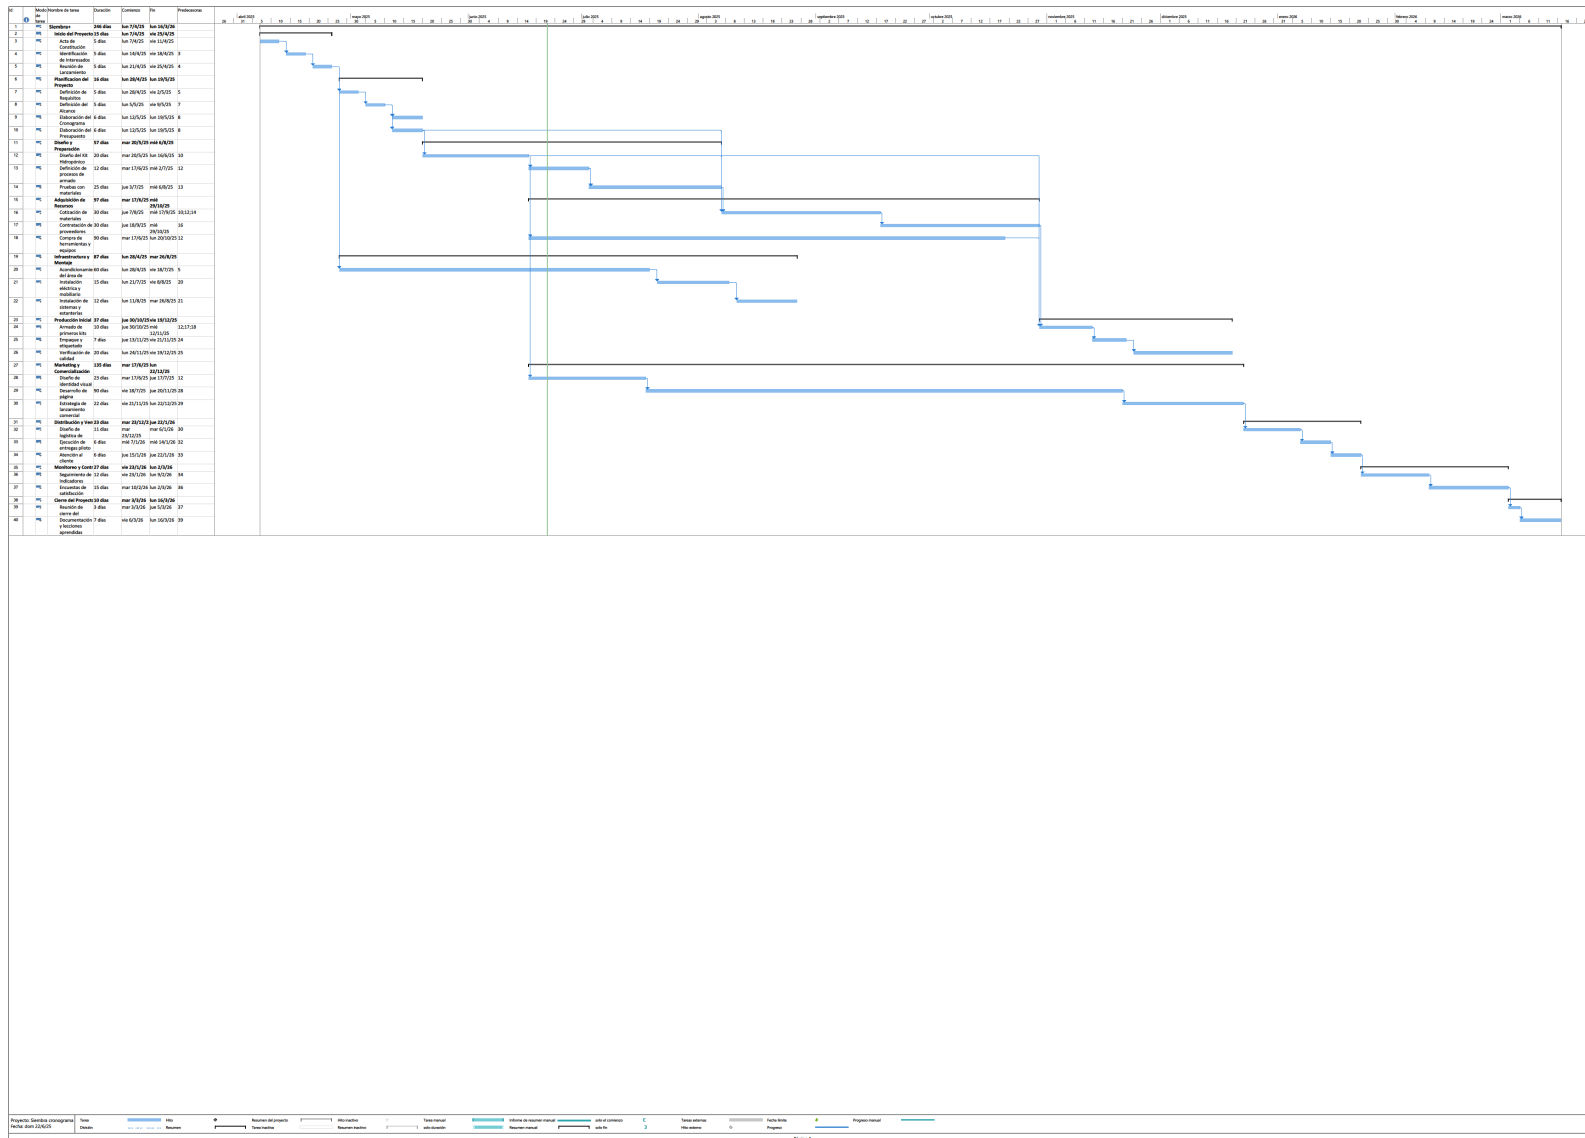 Id
Modo de tarea
Nombre de tarea
Duración
Comienzo
Fin
Predecesoras
abril 2025
mayo 2025
junio 2025
julio 2025
agosto 2025
septiembre 2025
octubre 2025
noviembre 2025
diciembre 2025
enero 2026
febrero 2026
marzo 2026
1 Siembra+ lun 7/4/25 lun 16/3/26
2 Inicio del Proyecto 15 días lun 7/4/25 vie 25/4/25
3 Acta de Constitución 5 días lun 7/4/25 vie 11/4/25
4 Identificación de Interesados 5 días lun 14/4/25 vie 18/4/25 3
5 Reunión de Lanzamiento 5 días lun 21/4/25 vie 25/4/25 4
6 Planificacion del Proyecto 16 días lun 28/4/25 lun 19/5/25
7 Definición de Requisitos 5 días lun 28/4/25 vie 2/5/25 5
8 Definición del Alcance 5 días lun 5/5/25 vie 9/5/25 7
9 Elaboración del Cronograma 6 días lun 12/5/25 lun 19/5/25 8
10 Elaboración del Presupuesto 6 días lun 12/5/25 lun 19/5/25 8
11 Diseño y Preparación 57 días mar 20/5/25 mié 6/8/25
12 Diseño del Kit Hidropónico 20 días mar 20/5/25 lun 16/6/25 10
13 Definición de procesos de armado 12 días mar 17/6/25 mié 2/7/25 12
14 Pruebas con materiales 25 días jue 3/7/25 mié 6/8/25 13
15 Adquisición de Recursos 97 días mar 17/6/25 mié 29/10/25
16 Cotización de materiales 30 días jue 7/8/25 mié 17/9/25 10;12;14
17 Contratación de proveedores 30 días jue 18/9/25 mié 29/10/25 16
18 Compra de herramientas y equipos 90 días mar 17/6/25 lun 20/10/25 12
19 Infraestructura y Montaje 87 días lun 28/4/25 mar 26/8/25
20 Acondicionamie del área de 60 días lun 28/4/25 vie 18/7/25 5
21 Instalación eléctrica y mobiliario 15 días lun 21/7/25 vie 8/8/25 20
22 Instalación de sistemas y estanterías 12 días lun 11/8/25 mar 26/8/25 21
23 Producción Inicial 37 días jue 30/10/25 vie 19/12/25
24 Armado de primeros kits 10 días jue 30/10/25 mié 12/11/25 12;17;18
25 Empaque y etiquetado 7 días jue 13/11/25 vie 21/11/25 24
26 Verificación de calidad 20 días lun 24/11/25 vie 19/12/25 25
27 Marketing y Comercialización 135 días mar 17/6/25 lun 22/12/25
28 Diseño de identidad visual 23 días mar 17/6/25 jue 17/7/25 12
29 Desarrollo de página 90 días vie 18/7/25 jue 20/11/25 28
30 Estrategia de lanzamiento comercial 22 días vie 21/11/25 lun 22/12/25 29
31 Distribución y Ven 23 días mar 23/12/2 jue 22/1/26
32 Diseño de logística de 11 días mar 23/12/25 mar 6/1/26 30
33 Ejecución de entregas piloto 6 días mié 7/1/26 mié 14/1/26 32
34 Atención al cliente 6 días jue 15/1/26 jue 22/1/26 33
35 Monitoreo y Contr 27 días vie 23/1/26 lun 2/3/26
36 Seguimiento de indicadores 12 días vie 23/1/26 lun 9/2/26 34
37 Encuestas de satisfacción 15 días mar 10/2/26 lun 2/3/26 36
38 Cierre del Proyecto 10 días mar 3/3/26 lun 16/3/26
39 Reunión de cierre del 3 días mar 3/3/26 jue 5/3/26 37
40 Documentación y lecciones aprendidas 7 días vie 6/3/26 lun 16/3/26 39
Proyecto: Siembra cronograma
Fecha: dom 22/6/25
Tarea
Hito
Resumen del proyecto
Hito inactivo
Tarea manual
Informe de resumen manual
solo el comienzo
Tareas externas
Fecha límite
Progreso manual
División
Resumen
Tarea inactiva
Resumen inactivo
solo duración
Resumen manual
solo fin
Hito externo
Progreso